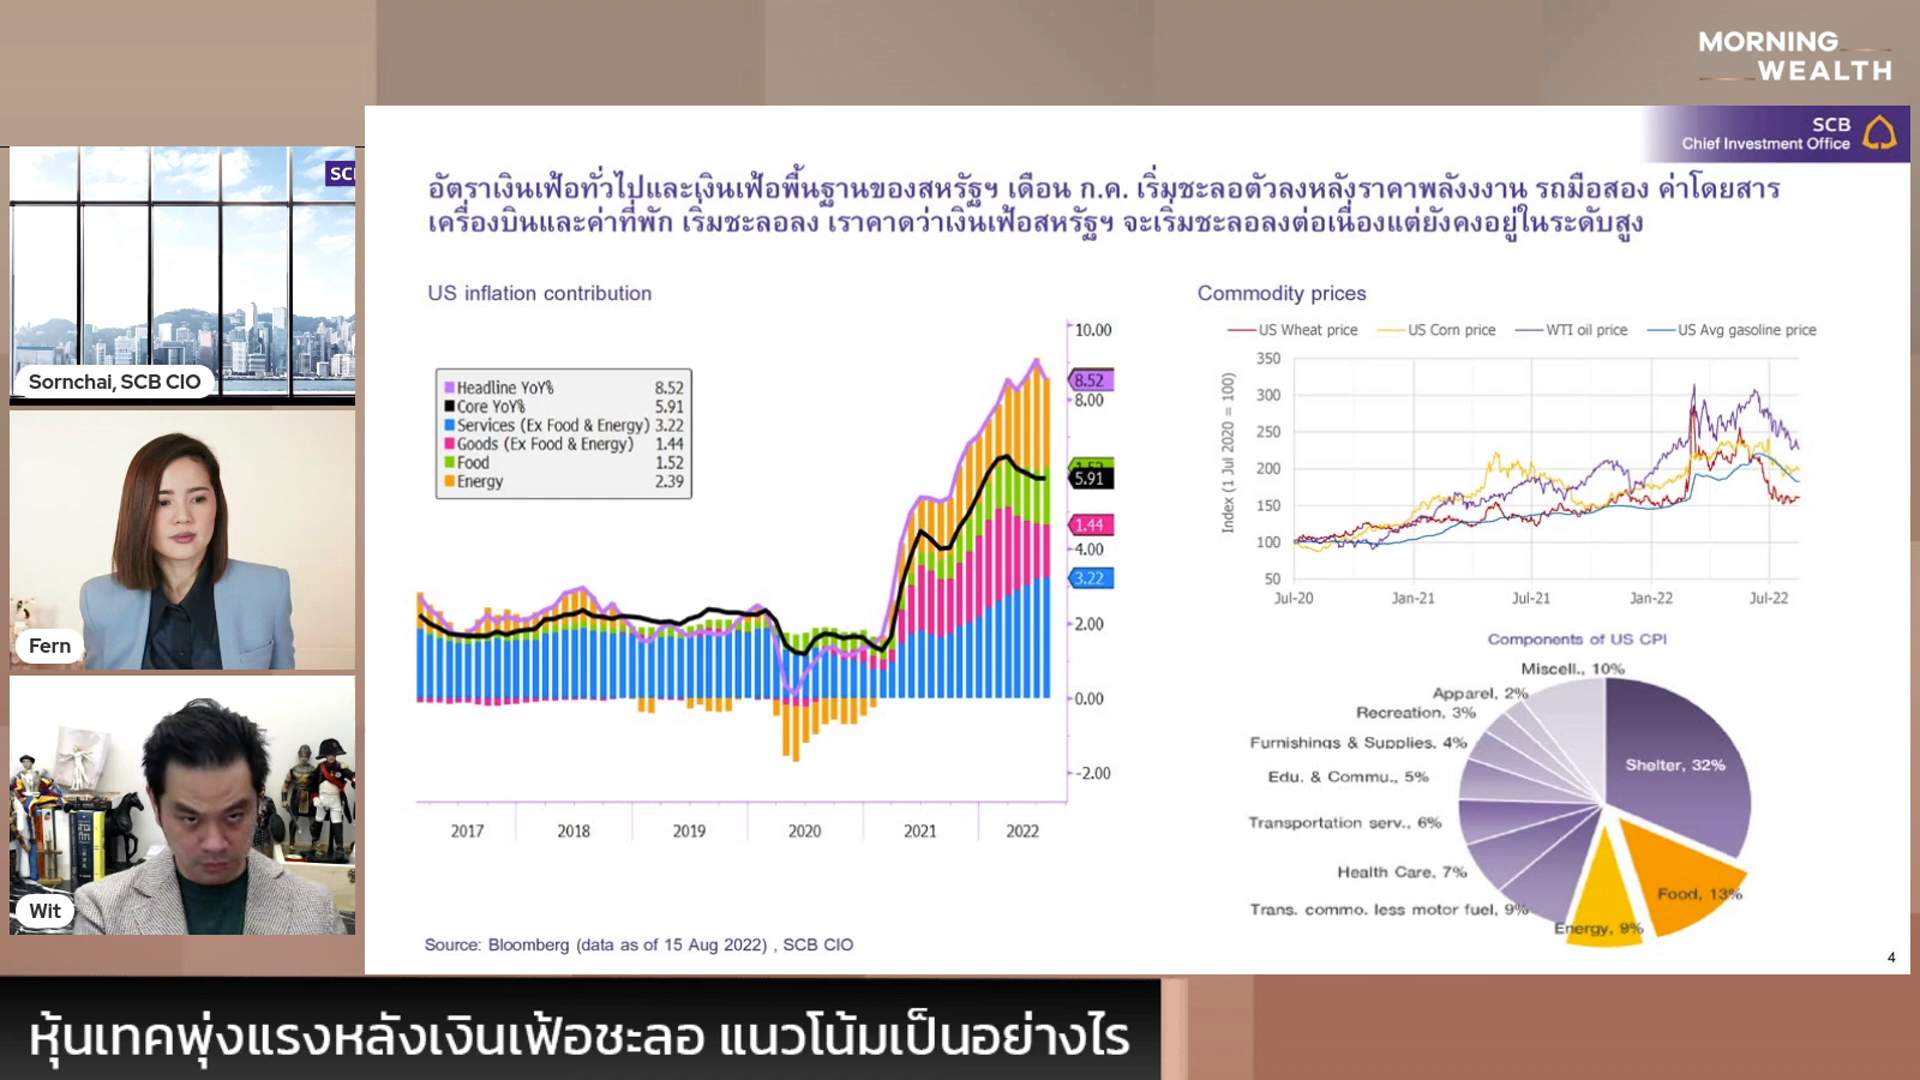 MORNING
WEALTH
SCB
Chief Investment Office
อัตราเงินเฟ้อทั่วไปและเงินเฟ้อพื้นฐานของสหรัฐฯ เดือน ก.ค. เริ่มชะลอตัวลงหลังราคาพลังงงาน รถมือสอง ค่าโดยสาร
เครื่องบินและค่าที่พัก เริ่มชะลอลง เราคาดว่าเงินเฟ้อสหรัฐฯ จะเริ่มชะลอลงต่อเนื่องแต่ยังคงอยู่ในระดับสูง
US inflation contribution
Headline YoY% 8.52
Core YoY% 5.91
Services (Ex Food & Energy) 3.22
Goods (Ex Food & Energy) 1.44
Food 1.52
Energy 2.39
10.00
8.52
8.00
5.91
1.44
4.00
3.22
2.00
0.00
-2.00
2017 2018 2019 2020 2021 2022
Commodity prices
US Wheat price US Corn price WTI oil price US Avg gasoline price
Index (1 Jul 2020 = 100)
350
300
250
200
150
100
50
Jul-20 Jan-21 Jul-21 Jan-22 Jul-22
Components of US CPI
Miscell., 10%
Apparel, 2%
Recreation, 3%
Furnishings & Supplies, 4%
Edu. & Commu., 5%
Transportation serv., 6%
Health Care, 7%
Trans. commo. less motor fuel, 9%
Energy, 9%
Food, 13%
Shelter, 32%
Source: Bloomberg (data as of 15 Aug 2022) , SCB CIO
4
Sornchai, SCB CIO
Fern
Wit
หุ้นเทคพุ่งแรงหลังเงินเฟ้อชะลอ แนวโน้มเป็นอย่างไร